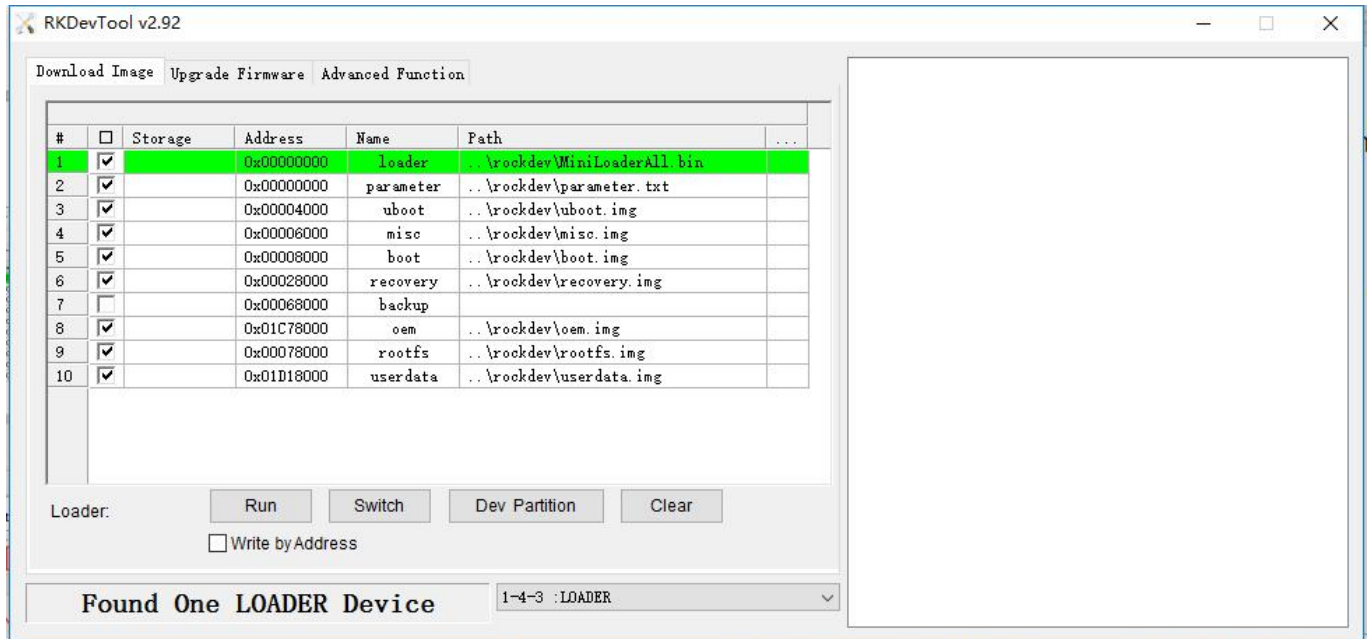 RKDevTool v2.92
Download Image Upgrade Firmware Advanced Function
# Storage Address Name Path ...
1 0x00000000 loader ..\rockdev\MiniLoaderAll.bin
2 0x00000000 parameter ..\rockdev\parameter.txt
3 0x00004000 uboot ..\rockdev\uboot.img
4 0x00006000 misc ..\rockdev\misc.img
5 0x00008000 boot ..\rockdev\boot.img
6 0x00028000 recovery ..\rockdev\recovery.img
7 0x00068000 backup
8 0x01C78000 oem ..\rockdev\oem.img
9 0x00078000 rootfs ..\rockdev\rootfs.img
10 0x01D18000 userdata ..\rockdev\userdata.img
Loader: Run Switch Dev Partition Clear
Write by Address
Found One LOADER Device 1-4-3 :LOADER